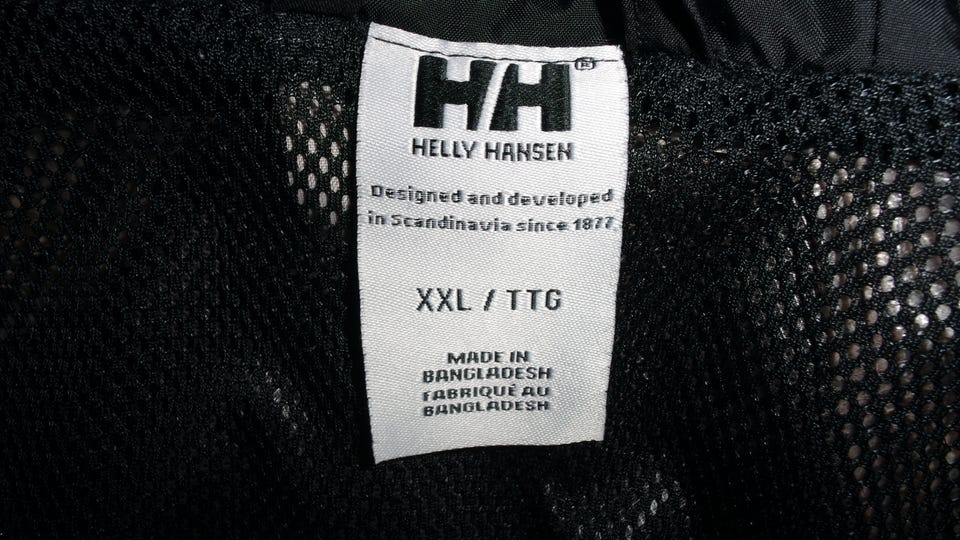 HH®
HELLY HANSEN
Designed and developed
in Scandinavia since 1877
XXL / TTG
MADE IN
BANGLADESH
FABRIQUÉ AU
BANGLADESH